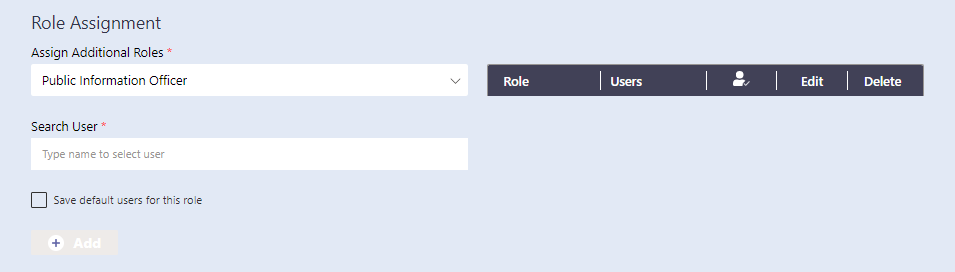 Role Assignment
Assign Additional Roles *
Public Information Officer
Role Users Edit Delete
Search User *
Type name to select user
Save default users for this role
Add